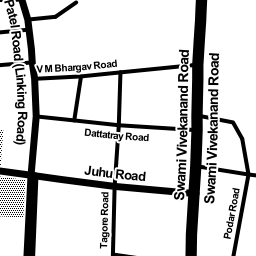 Patel Road (Linking Road)
V M Bhargav Road
Dattatray Road
Juhu Road
Tagore Road
Swami Vivekanand Road
Swami Vivekanand Road
Podar Road